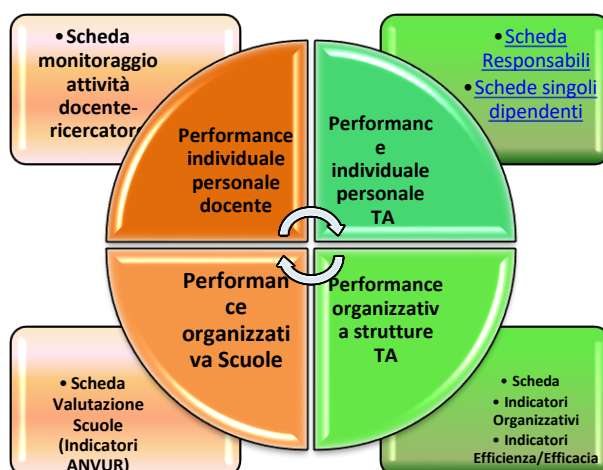 • Scheda
monitoraggio
attività
docente-
ricercatore
• Scheda
Responsabili
• Schede singoli
dipendenti
Performance
individuale
personale
docente
Performanc
e
individuale
personale
TA
Performan
ce
organizzati
va Scuole
Performance
organizzativ
a strutture
TA
• Scheda
Valutazione
Scuole
(Indicatori
ANVUR)
• Scheda
• Indicatori
Organizzativi
• Indicatori
Efficienza/Efficacia